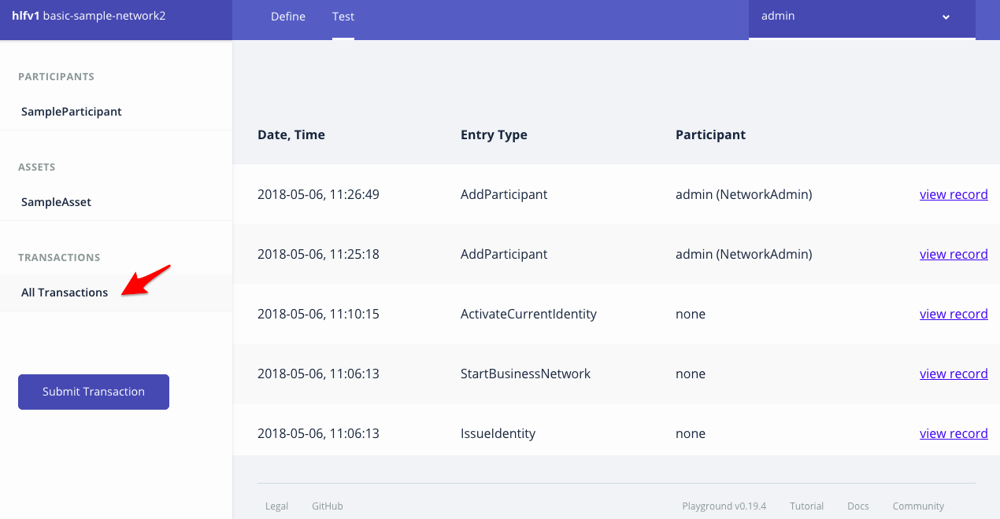 hlfv1 basic-sample-network2
Define Test admin
PARTICIPANTS
SampleParticipant
ASSETS
SampleAsset
TRANSACTIONS
All Transactions
Submit Transaction
Date, Time Entry Type Participant
2018-05-06, 11:26:49 AddParticipant admin (NetworkAdmin) view record
2018-05-06, 11:25:18 AddParticipant admin (NetworkAdmin) view record
2018-05-06, 11:10:15 ActivateCurrentIdentity none view record
2018-05-06, 11:06:13 StartBusinessNetwork none view record
2018-05-06, 11:06:13 IssueIdentity none view record
Legal GitHub Playground v0.19.4 Tutorial Docs Community